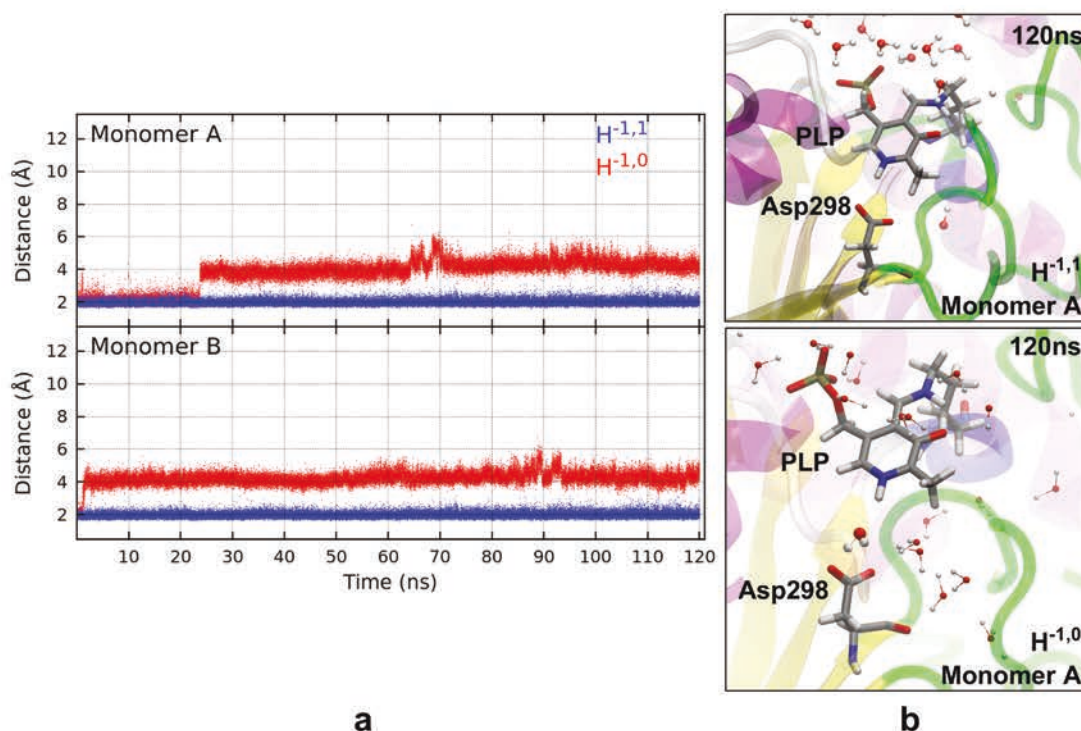 Monomer A
H⁻¹,¹
H⁻¹,⁰
Distance (Å)
12
10
8
6
4
2
Monomer B
Distance (Å)
12
10
8
6
4
2
10 20 30 40 50 60 70 80 90 100 110 120
Time (ns)
a
120ns
PLP
Asp298
H⁻¹,¹
Monomer A
120ns
PLP
Asp298
H⁻¹,⁰
Monomer A
b